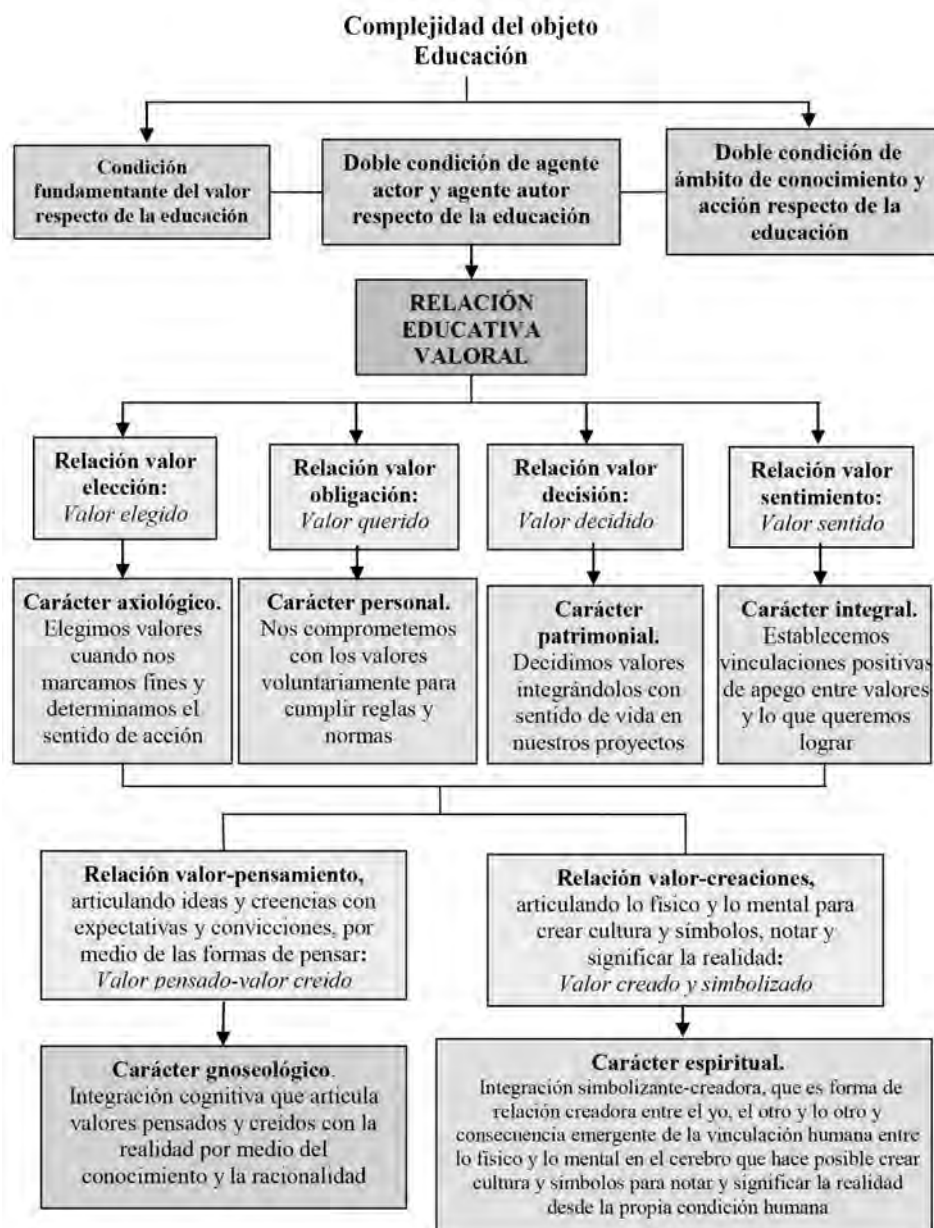 Complejidad del objeto
Educación
Condición
fundamentante del valor
respecto de la educación
Doble condición de agente
actor y agente autor
respecto de la educación
Doble condición de
ámbito de conocimiento y
acción respecto de la
educación
RELACIÓN
EDUCATIVA
VALORAL
Relación valor
elección:
Valor elegido
Relación valor
obligación:
Valor querido
Relación valor
decisión:
Valor decidido
Relación valor
sentimiento:
Valor sentido
Carácter axiológico.
Elegimos valores
cuando nos
marcamos fines y
determinamos el
sentido de acción
Carácter personal.
Nos comprometemos
con los valores
voluntariamente para
cumplir reglas y
normas
Carácter
patrimonial.
Decidimos valores
integrándolos con
sentido de vida en
nuestros proyectos
Carácter integral.
Establecemos
vinculaciones positivas
de apego entre valores
y lo que queremos
lograr
Relación valor-pensamiento,
articulando ideas y creencias con
expectativas y convicciones, por
medio de las formas de pensar:
Valor pensado-valor creído
Relación valor-creaciones,
articulando lo físico y lo mental para
crear cultura y símbolos, notar y
significar la realidad:
Valor creado y simbolizado
Carácter gnoseológico.
Integración cognitiva que articula
valores pensados y creídos con la
realidad por medio del
conocimiento y la racionalidad
Carácter espiritual.
Integración simbolizante-creadora, que es forma de
relación creadora entre el yo, el otro y lo otro y
consecuencia emergente de la vinculación humana entre
lo físico y lo mental en el cerebro que hace posible crear
cultura y símbolos para notar y significar la realidad
desde la propia condición humana